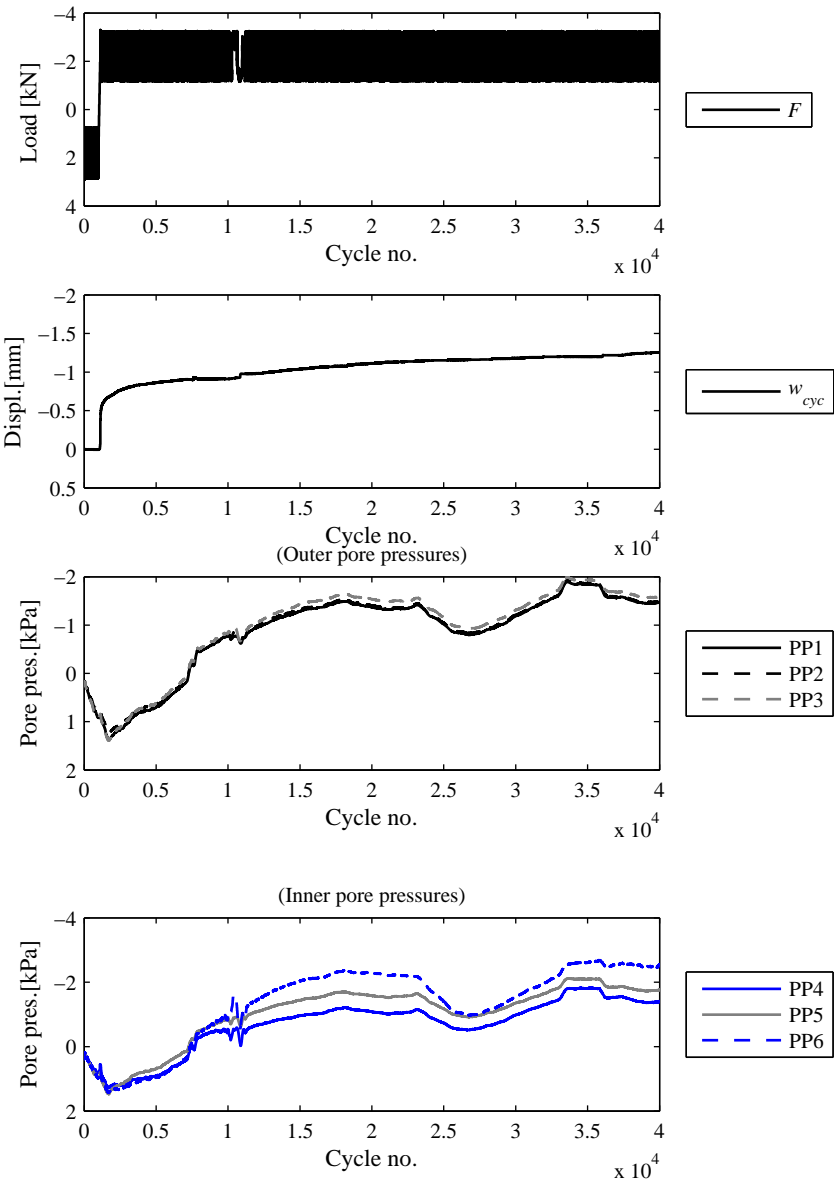 −4
−2
0
2
4
Load [kN]
0 0.5 1 1.5 2 2.5 3 3.5 4
Cycle no.
x 10^4
F
−2
−1.5
−1
−0.5
0
0.5
Displ.[mm]
0 0.5 1 1.5 2 2.5 3 3.5 4
Cycle no.
x 10^4
w_cyc
(Outer pore pressures)
−2
−1
0
1
2
Pore pres.[kPa]
0 0.5 1 1.5 2 2.5 3 3.5 4
Cycle no.
x 10^4
PP1
PP2
PP3
(Inner pore pressures)
−4
−2
0
2
Pore pres.[kPa]
0 0.5 1 1.5 2 2.5 3 3.5 4
Cycle no.
x 10^4
PP4
PP5
PP6